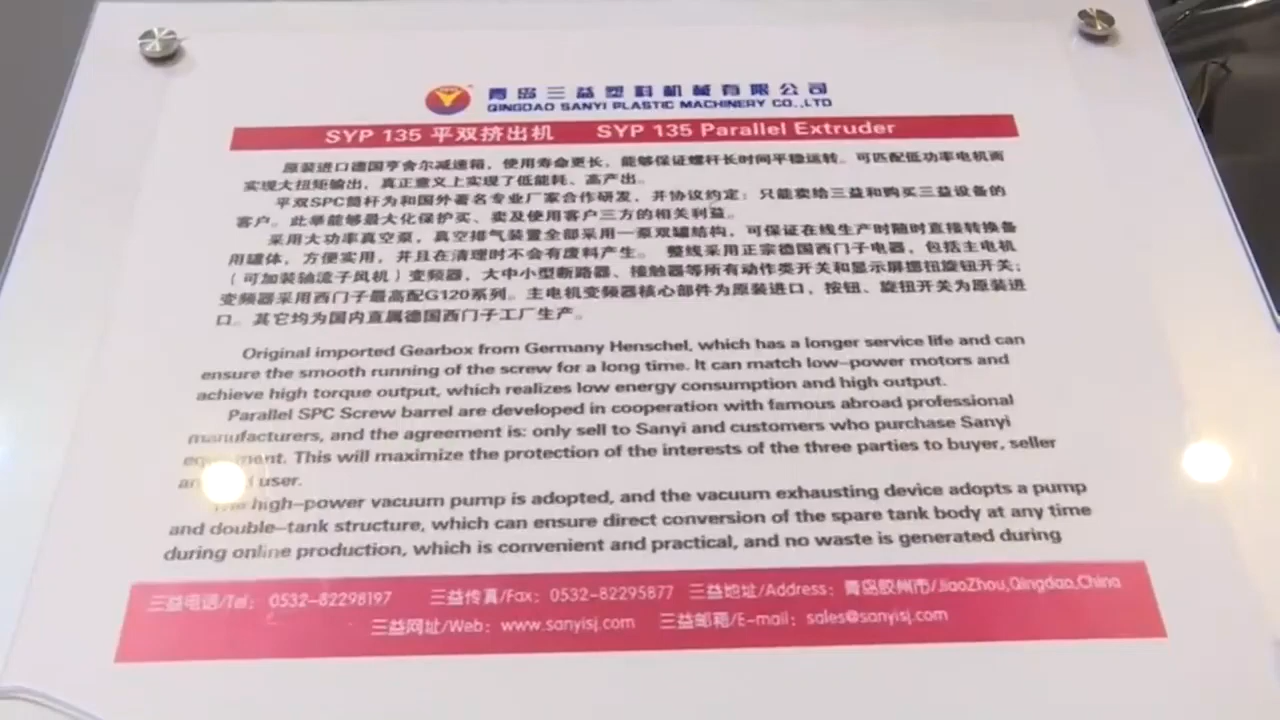 青岛三益塑料机械有限公司
QINGDAO SANYI PLASTIC MACHINERY CO.,LTD
SYP 135 平双挤出机 SYP 135 Parallel Extruder
原装进口德国亨舍尔减速箱，使用寿命更长，能够保证螺杆长时间平稳运转。可匹配低功率电机而
实现大扭矩输出，真正意义上实现了低能耗、高产出。
平双SPC筒杆为和国外著名专业厂家合作研发，并协议约定：只能卖给三益和购买三益设备的
客户。此举能够最大化保护买、卖及使用客户三方的相关利益。
采用大功率真空泵，真空排气装置全部采用一泵双罐结构，可保证在线生产时随时直接转换备
用罐体，方便实用，并且在清理时不会有废料产生。 整线采用正宗德国西门子电器，包括主电机
（可加装轴流子风机）变频器，大中小型断路器、接触器等所有动作类开关和显示屏摁扭旋钮开关；
变频器采用西门子最高配G120系列。主电机变频器核心部件为原装进口，按钮、旋扭开关为原装进
口。其它均为国内直属德国西门子工厂生产。
Original imported Gearbox from Germany Henschel, which has a longer service life and can
ensure the smooth running of the screw for a long time. It can match low-power motors and
achieve high torque output, which realizes low energy consumption and high output.
Parallel SPC Screw barrel are developed in cooperation with famous abroad professional
manufacturers, and the agreement is: only sell to Sanyi and customers who purchase Sanyi
This will maximize the protection of the interests of the three parties to buyer, seller
user.
high-power vacuum pump is adopted, and the vacuum exhausting device adopts a pump
and double-tank structure, which can ensure direct conversion of the spare tank body at any time
during online production, which is convenient and practical, and no waste is generated during
三益电话/Tel: 0532-82298197 三益传真/Fax: 0532-82295877 三益地址/Address: 青岛胶州市/JiaoZhou,Qingdao,China
三益网址/Web: www.sanyisj.com 三益邮箱/E-mail: sales@sanyisj.com